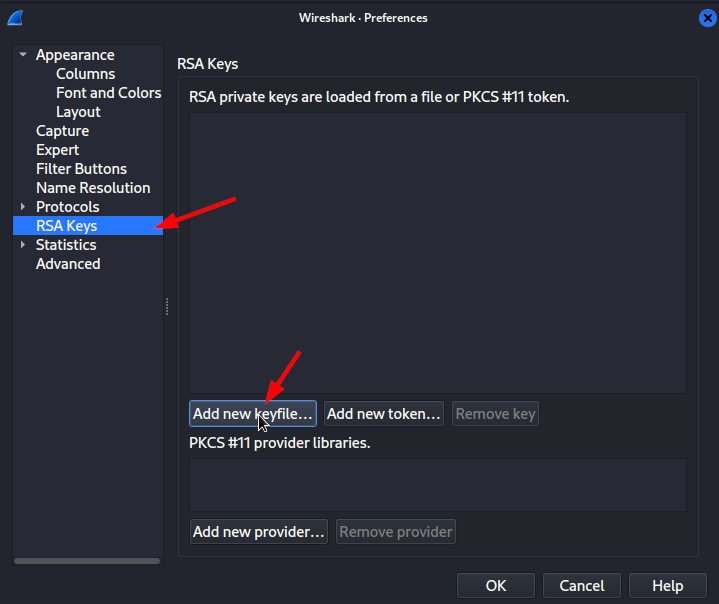 Wireshark · Preferences
Appearance
Columns
Font and Colors
Layout
Capture
Expert
Filter Buttons
Name Resolution
Protocols
RSA Keys
Statistics
Advanced
RSA Keys
RSA private keys are loaded from a file or PKCS #11 token.
Add new keyfile... Add new token... Remove key
PKCS #11 provider libraries.
Add new provider... Remove provider
OK Cancel Help